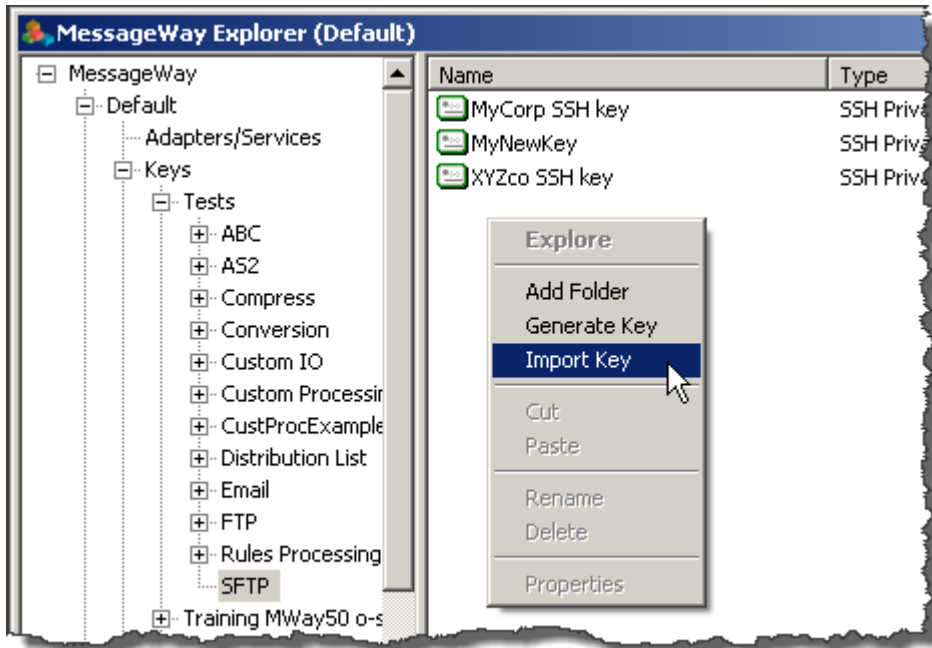 MessageWay Explorer (Default)
MessageWay
Default
Adapters/Services
Keys
Tests
ABC
AS2
Compress
Conversion
Custom IO
Custom Processin
CustProcExample
Distribution List
Email
FTP
Rules Processing
SFTP
Training MWay50 o-s
Name Type
MyCorp SSH key SSH Priva
MyNewKey SSH Priva
XYZco SSH key SSH Priva
Explore
Add Folder
Generate Key
Import Key
Cut
Paste
Rename
Delete
Properties